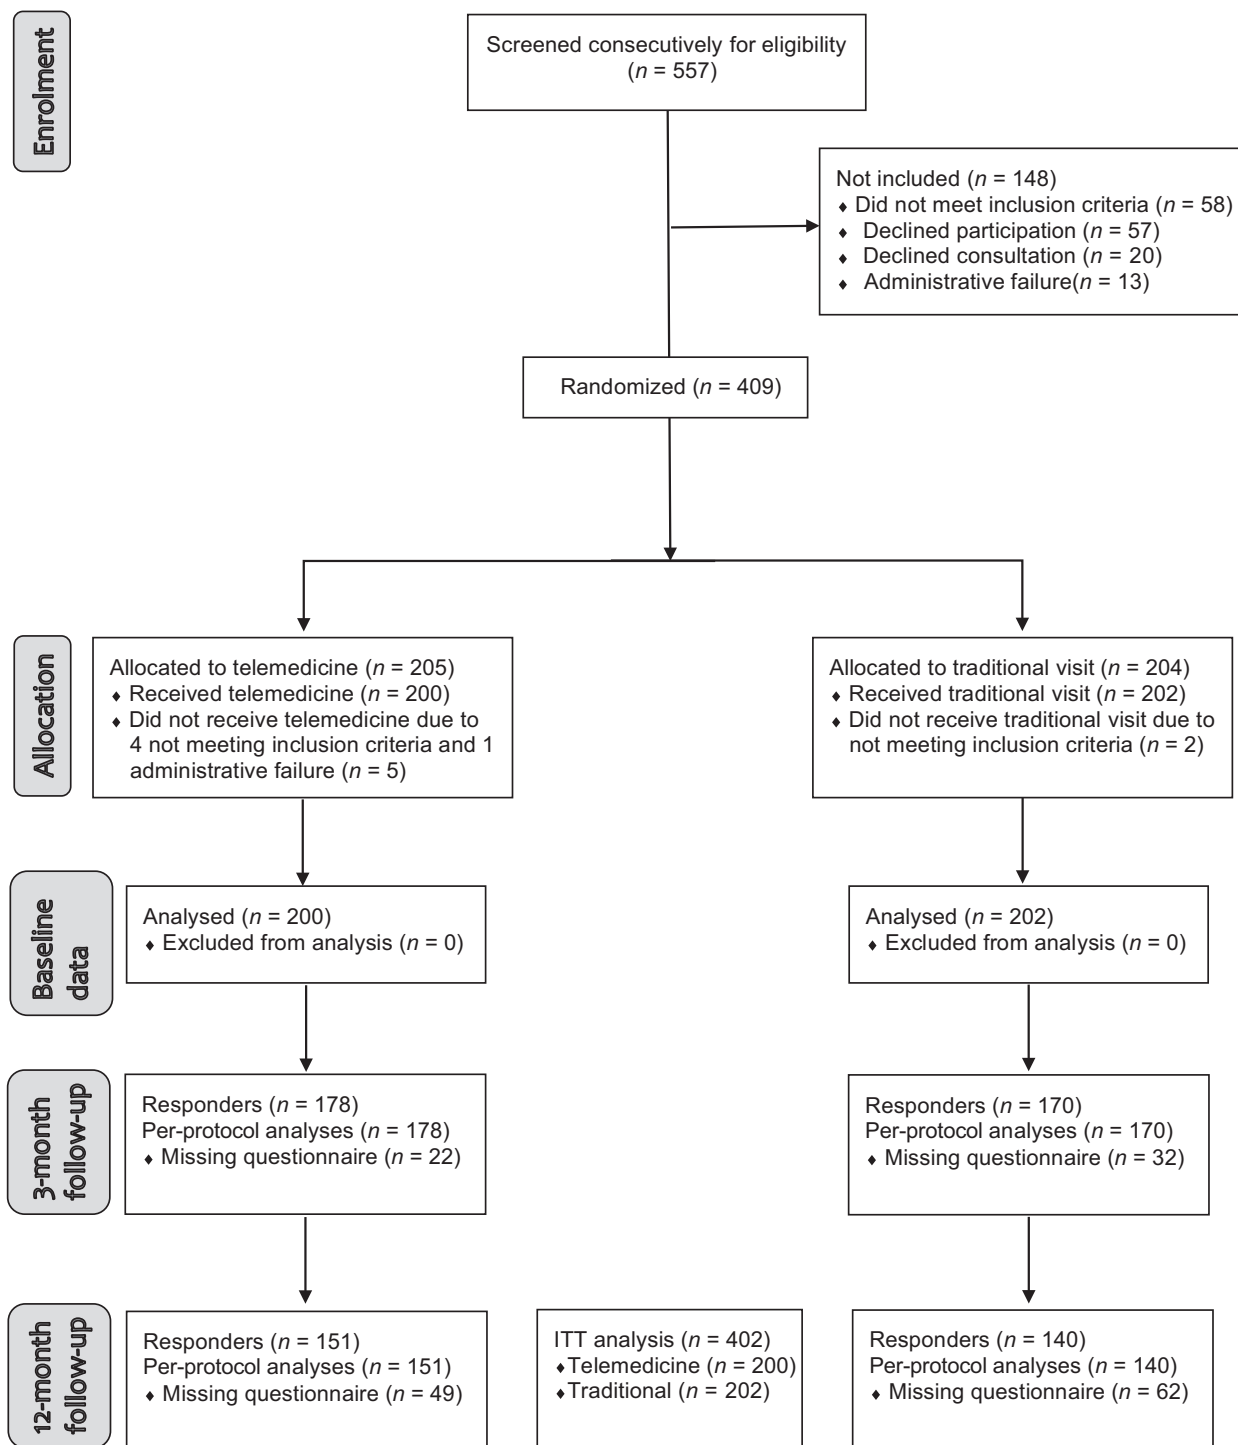 Enrolment
Screened consecutively for eligibility
(n = 557)
Not included (n = 148)
♦ Did not meet inclusion criteria (n = 58)
♦ Declined participation (n = 57)
♦ Declined consultation (n = 20)
♦ Administrative failure(n = 13)
Randomized (n = 409)
Allocation
Allocated to telemedicine (n = 205)
♦ Received telemedicine (n = 200)
♦ Did not receive telemedicine due to
4 not meeting inclusion criteria and 1
administrative failure (n = 5)
Allocated to traditional visit (n = 204)
♦ Received traditional visit (n = 202)
♦ Did not receive traditional visit due to
not meeting inclusion criteria (n = 2)
Baseline
data
Analysed (n = 200)
♦ Excluded from analysis (n = 0)
Analysed (n = 202)
♦ Excluded from analysis (n = 0)
3-month
follow-up
Responders (n = 178)
Per-protocol analyses (n = 178)
♦ Missing questionnaire (n = 22)
Responders (n = 170)
Per-protocol analyses (n = 170)
♦ Missing questionnaire (n = 32)
12-month
follow-up
Responders (n = 151)
Per-protocol analyses (n = 151)
♦ Missing questionnaire (n = 49)
ITT analysis (n = 402)
♦Telemedicine (n = 200)
♦Traditional (n = 202)
Responders (n = 140)
Per-protocol analyses (n = 140)
♦ Missing questionnaire (n = 62)